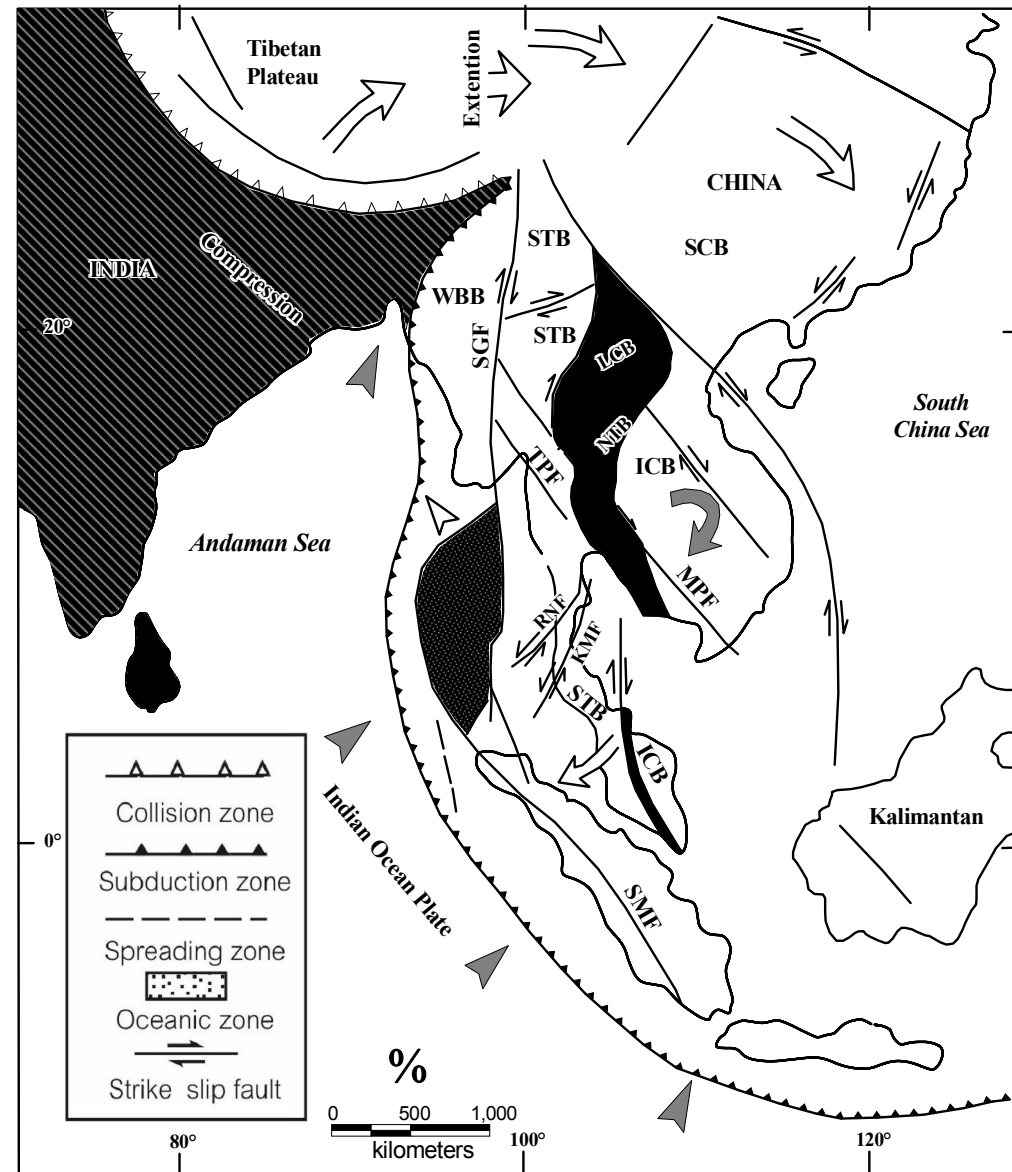 Tibetan
Plateau
Extention
CHINA
STB
SCB
INDIA
Compression
WBB
20°
SGF
STB
LCB
NTB
South
China Sea
ICB
TPF
Andaman Sea
MPF
RNF
KMF
STB
ICB
Indian Ocean Plate
Kalimantan
0°
SMF
Collision zone
Subduction zone
Spreading zone
Oceanic zone
Strike slip fault
%
0 500 1,000
kilometers
80°
100°
120°